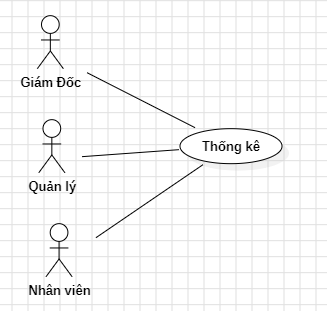 Giám Đốc
Thống kê
Quản lý
Nhân viên